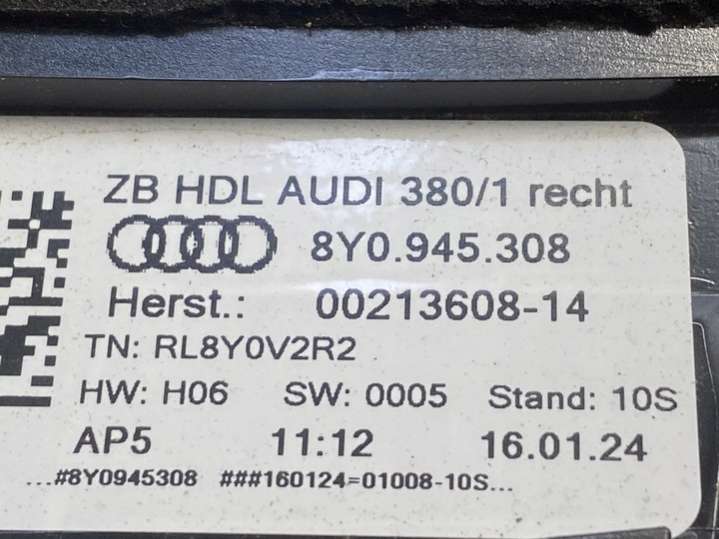 ZB HDL AUDI 380/1 recht
8Y0.945.308
Herst.: 00213608-14
TN: RL8Y0V2R2
HW: H06 SW: 0005 Stand: 10S
AP5 11:12 16.01.24
...#8Y0945308 ###160124=01008-10S...